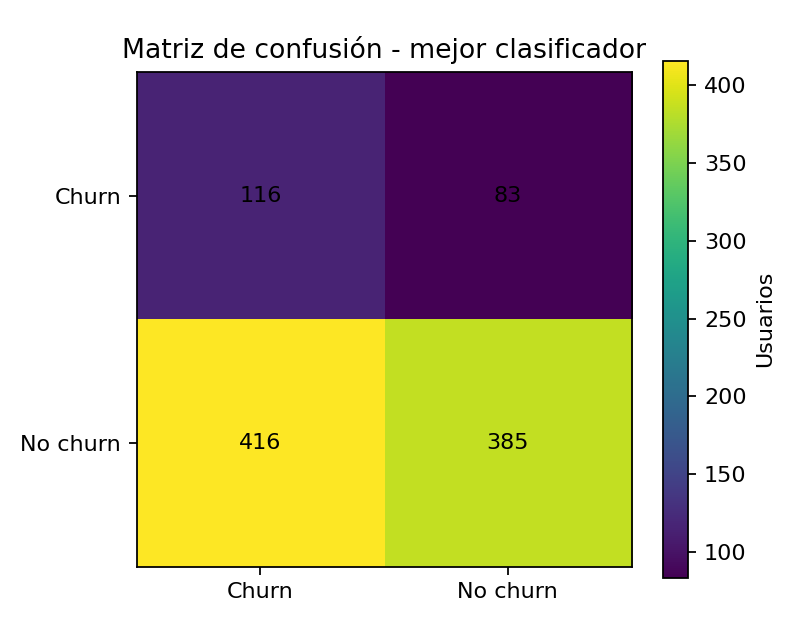 Matriz de confusión - mejor clasificador
Churn
116
83
No churn
416
385
Churn
No churn
400
350
300
250
200
150
100
Usuarios